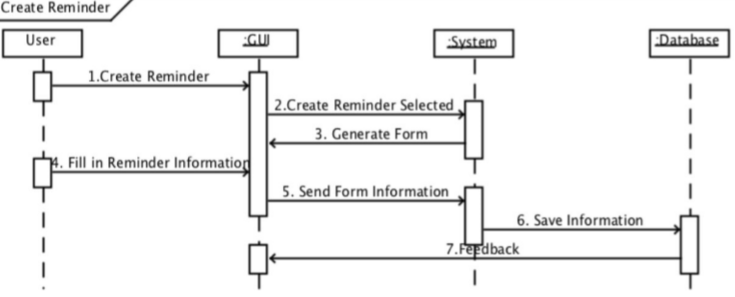 Create Reminder
User
:GUI
:System
:Database
1.Create Reminder
2.Create Reminder Selected
3. Generate Form
4. Fill in Reminder Information
5. Send Form Information
6. Save Information
7.Feedback